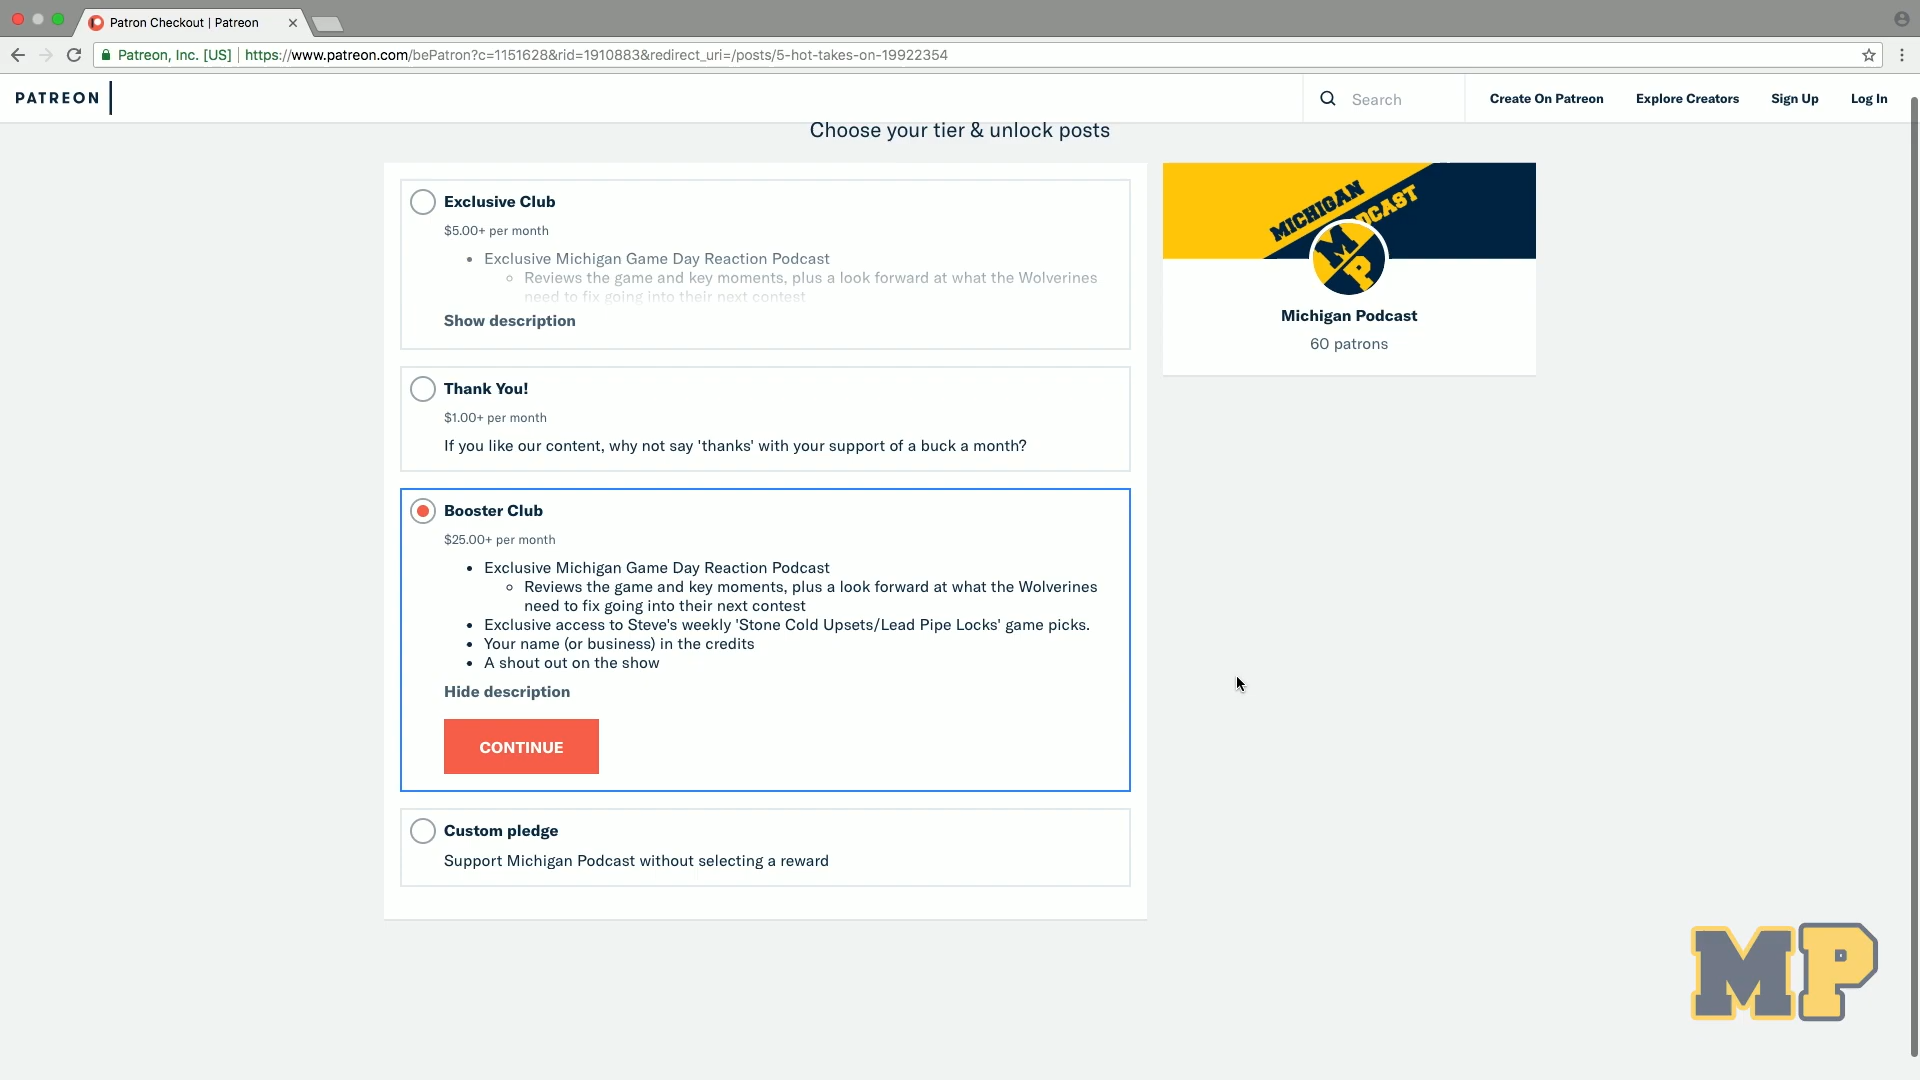 Patron Checkout | Patreon
Patreon, Inc. [US] | https://www.patreon.com/bePatron?c=1151628&rid=1910883&redirect_uri=/posts/5-hot-takes-on-19922354
PATREON
Search
Create On Patreon
Explore Creators
Sign Up
Log In
Choose your tier & unlock posts
Exclusive Club
$5.00+ per month
• Exclusive Michigan Game Day Reaction Podcast
◦ Reviews the game and key moments, plus a look forward at what the Wolverines
need to fix going into their next contest
Show description
Thank You!
$1.00+ per month
If you like our content, why not say 'thanks' with your support of a buck a month?
Booster Club
$25.00+ per month
• Exclusive Michigan Game Day Reaction Podcast
◦ Reviews the game and key moments, plus a look forward at what the Wolverines
need to fix going into their next contest
• Exclusive access to Steve's weekly 'Stone Cold Upsets/Lead Pipe Locks' game picks.
• Your name (or business) in the credits
• A shout out on the show
Hide description
CONTINUE
Custom pledge
Support Michigan Podcast without selecting a reward
MICHIGAN
DCAST
MP
Michigan Podcast
60 patrons
MP